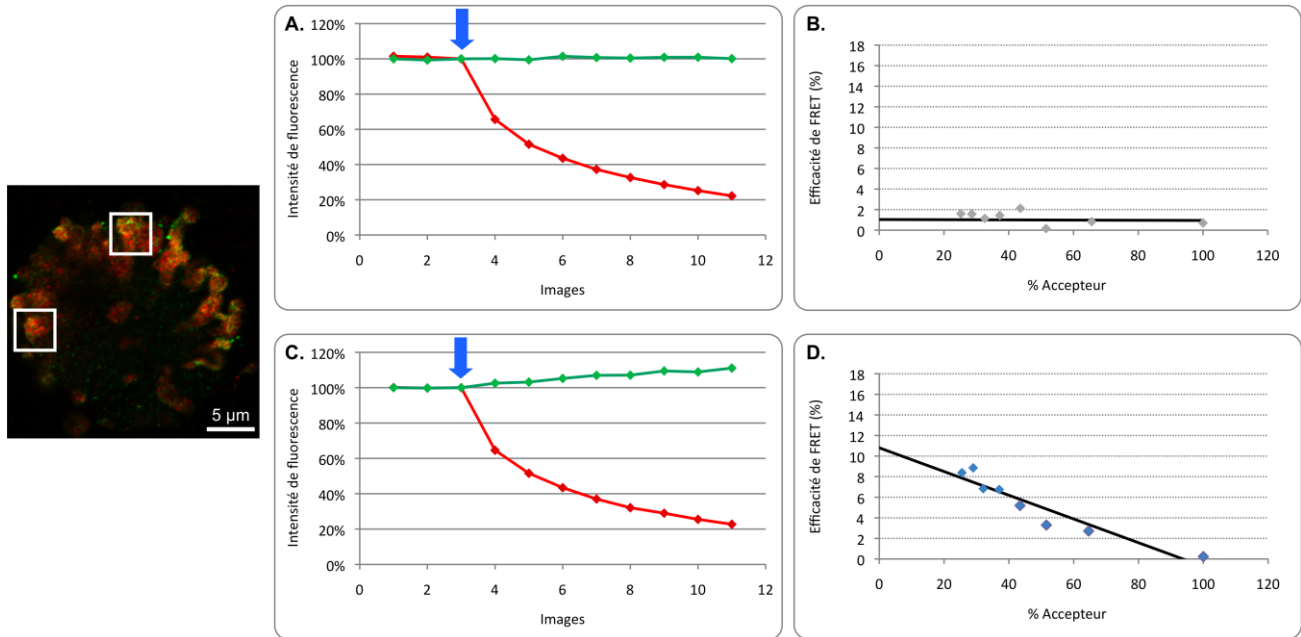 5 µm
A.
Intensité de fluorescence
120%
100%
80%
60%
40%
20%
0%
0 2 4 6 8 10 12
Images
B.
Efficacité de FRET (%)
18
16
14
12
10
8
6
4
2
0
0 20 40 60 80 100 120
% Accepteur
C.
Intensité de fluorescence
120%
100%
80%
60%
40%
20%
0%
0 2 4 6 8 10 12
Images
D.
Efficacité de FRET (%)
18
16
14
12
10
8
6
4
2
0
0 20 40 60 80 100 120
% Accepteur